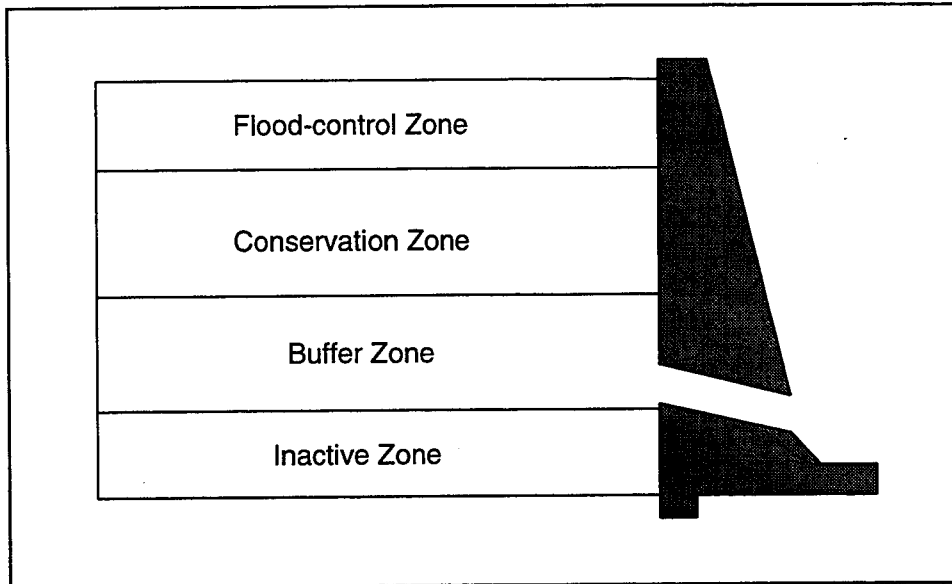 Flood-control Zone
Conservation Zone
Buffer Zone
Inactive Zone